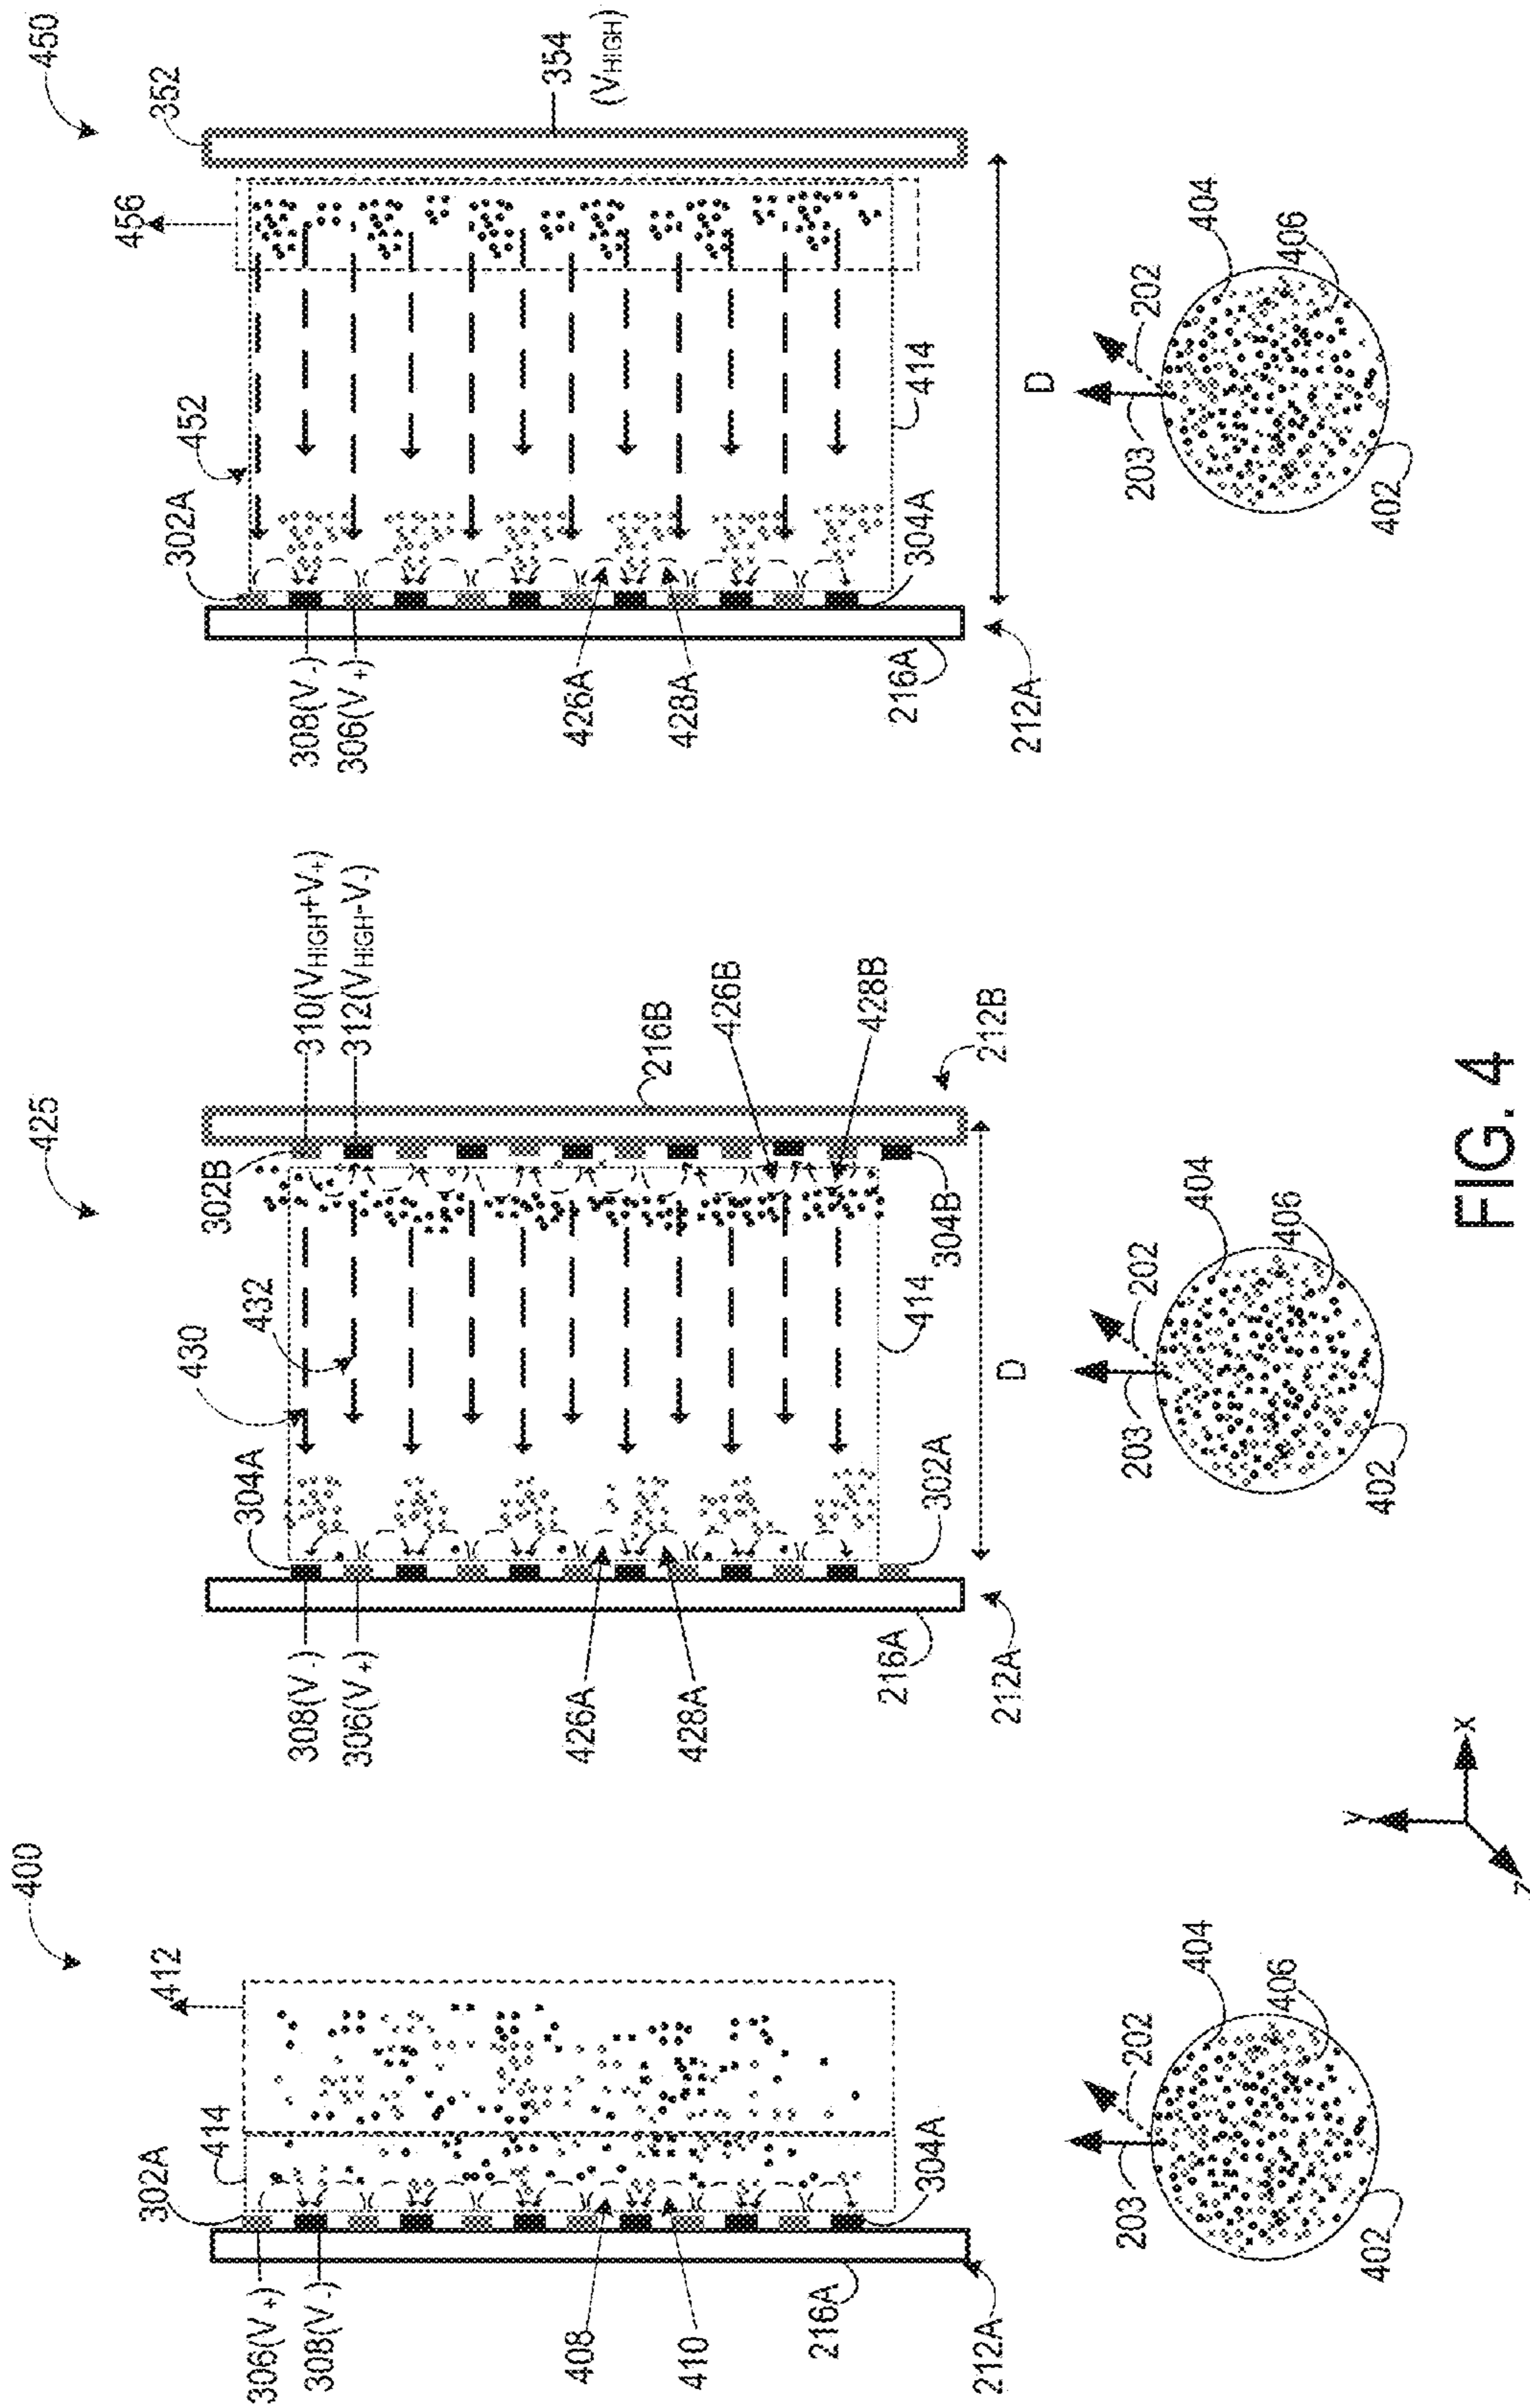 400
412
414
302A
306(V+)
308(V-)
408
410
216A
212A
304A
203
202
404
406
402
y
x
z
425
430
432
304A
308(V-)
306(V+)
426A
428A
216A
212A
302A
302B
310(VHIGH+V+)
312(VHIGH-V-)
216B
426B
428B
212B
304B
414
D
203
202
404
406
402
450
456
452
302A
308(V-)
306(V+)
426A
428A
216A
212A
304A
414
352
354
(VHIGH)
D
203
202
404
406
402
FIG. 4